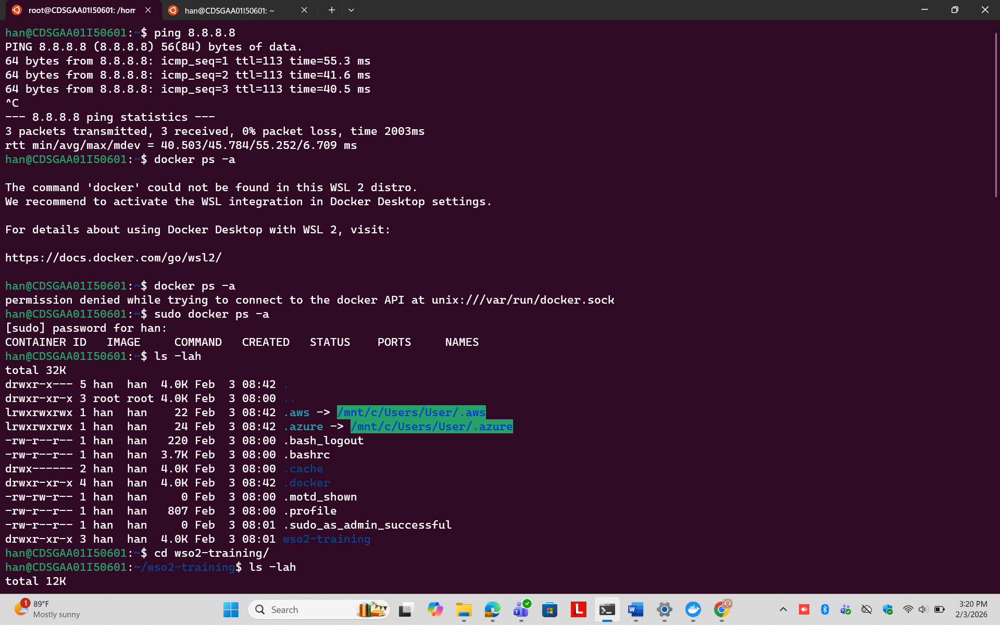 root@CDSGAA01I50601: /hom
han@CDSGAA01I50601: ~
han@CDSGAA01I50601:~$ ping 8.8.8.8
PING 8.8.8.8 (8.8.8.8) 56(84) bytes of data.
64 bytes from 8.8.8.8: icmp_seq=1 ttl=113 time=55.3 ms
64 bytes from 8.8.8.8: icmp_seq=2 ttl=113 time=41.6 ms
64 bytes from 8.8.8.8: icmp_seq=3 ttl=113 time=40.5 ms
^C
--- 8.8.8.8 ping statistics ---
3 packets transmitted, 3 received, 0% packet loss, time 2003ms
rtt min/avg/max/mdev = 40.503/45.784/55.252/6.709 ms
han@CDSGAA01I50601:~$ docker ps -a
The command 'docker' could not be found in this WSL 2 distro.
We recommend to activate the WSL integration in Docker Desktop settings.
For details about using Docker Desktop with WSL 2, visit:
https://docs.docker.com/go/wsl2/
han@CDSGAA01I50601:~$ docker ps -a
permission denied while trying to connect to the docker API at unix:///var/run/docker.sock
han@CDSGAA01I50601:~$ sudo docker ps -a
[sudo] password for han:
CONTAINER ID   IMAGE     COMMAND   CREATED   STATUS    PORTS     NAMES
han@CDSGAA01I50601:~$ ls -lah
total 32K
drwxr-x--- 5 han  han  4.0K Feb  3 08:42 .
drwxr-xr-x 3 root root 4.0K Feb  3 08:00 ..
lrwxrwxrwx 1 han  han    22 Feb  3 08:42 .aws -> /mnt/c/Users/User/.aws
lrwxrwxrwx 1 han  han    24 Feb  3 08:42 .azure -> /mnt/c/Users/User/.azure
-rw-r--r-- 1 han  han   220 Feb  3 08:00 .bash_logout
-rw-r--r-- 1 han  han  3.7K Feb  3 08:00 .bashrc
drwx------ 2 han  han  4.0K Feb  3 08:00 .cache
drwxr-xr-x 4 han  han  4.0K Feb  3 08:42 .docker
-rw-rw-r-- 1 han  han     0 Feb  3 08:00 .motd_shown
-rw-r--r-- 1 han  han   807 Feb  3 08:00 .profile
-rw-r--r-- 1 han  han     0 Feb  3 08:01 .sudo_as_admin_successful
drwxr-xr-x 3 han  han  4.0K Feb  3 08:01 wso2-training
han@CDSGAA01I50601:~$ cd wso2-training/
han@CDSGAA01I50601:~/wso2-training$ ls -lah
total 12K
1
89°F
Mostly sunny
Search
L
3:20 PM
2/3/2026